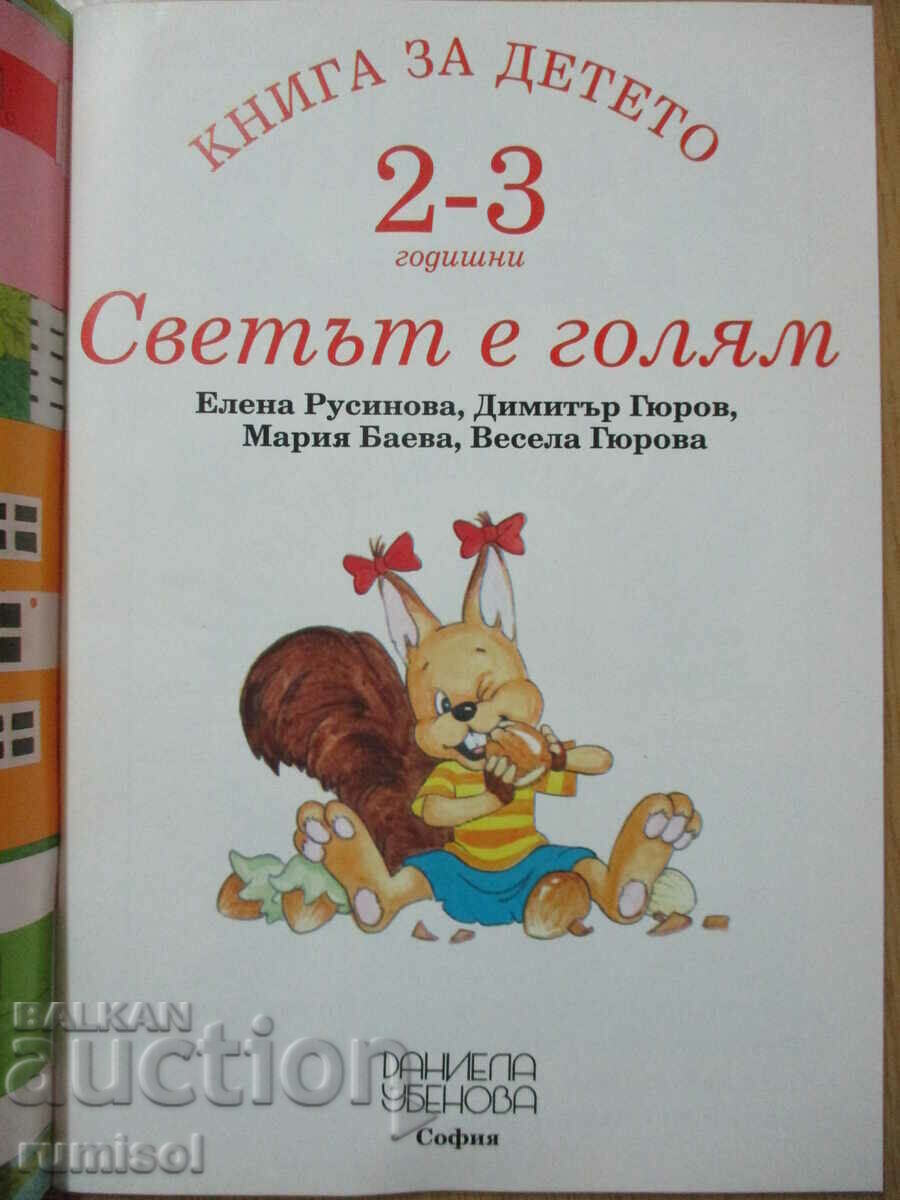 КНИГА ЗА ДЕТЕТО
2-3
годишни
Светът е голям
Елена Русинова, Димитър Гюров,
Мария Баева, Весела Гюрова
BALKAN
auction
rumisol
ДАНИЕЛА
УБЕНОВА
София